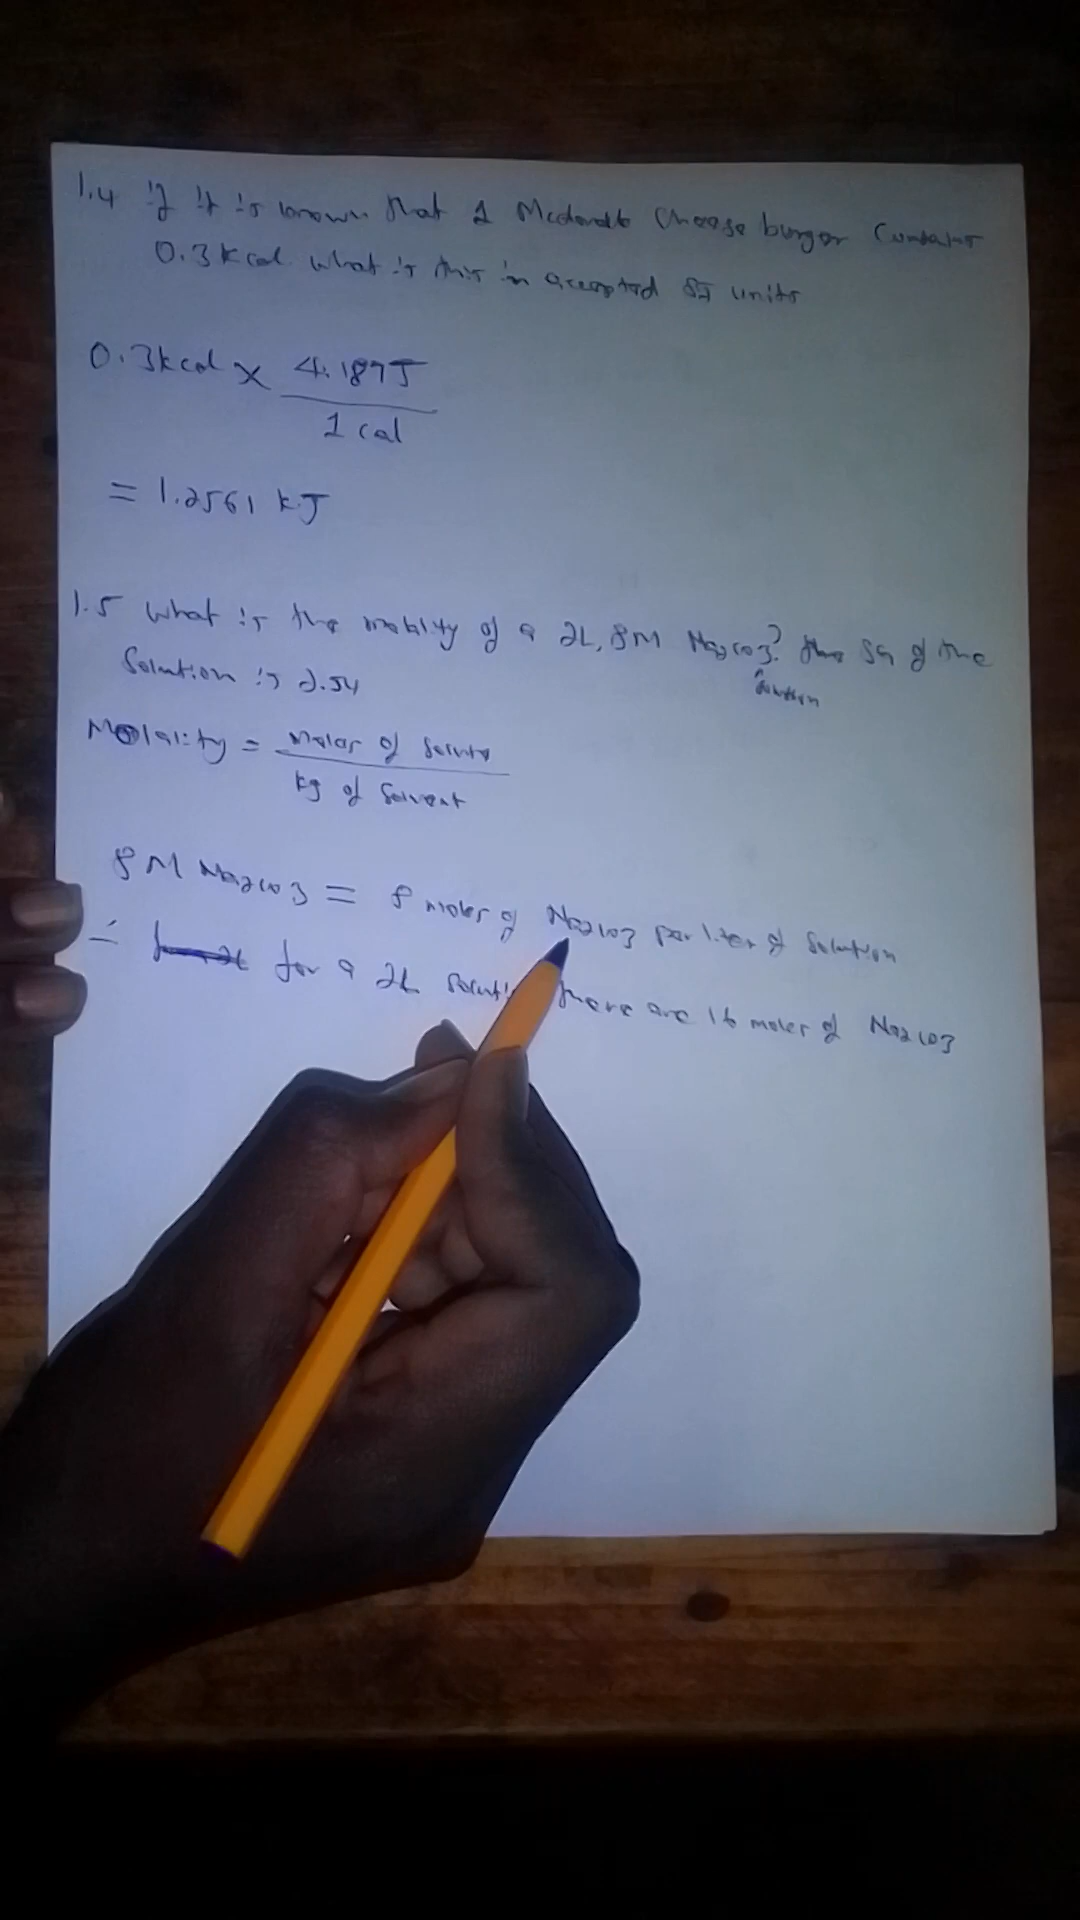 1.4 if it is known that 1 Mcdonalds Cheese burger Contains
0.3kcal. what is this in accepted SI units
0.3kcal × 4.187J
1 cal
= 1.2561 kJ
1.5 what is the molality of a 2L, 8M Na2CO3? the SG of the
solution
Solution is 2.54
Molality = moles of solute
kg of solvent
8M Na2CO3 = 8 moles of Na2CO3 per liter of solution
∴ for a 2L there are 16 moles of Na2CO3